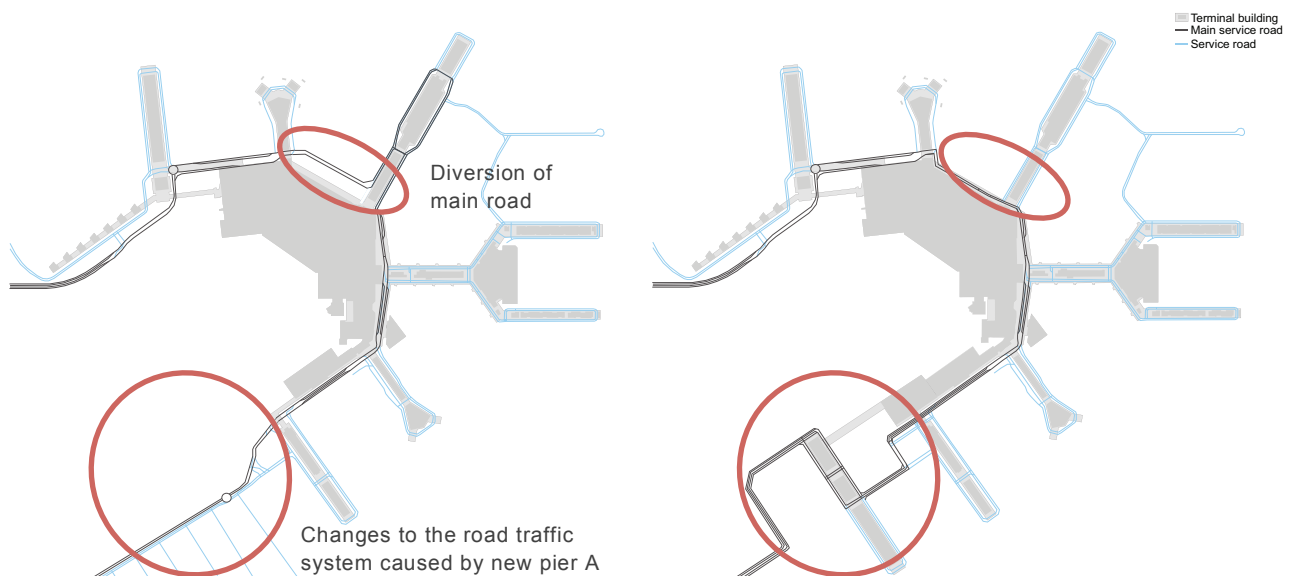 Terminal building
Main service road
Service road
Diversion of
main road
Changes to the road traffic
system caused by new pier A